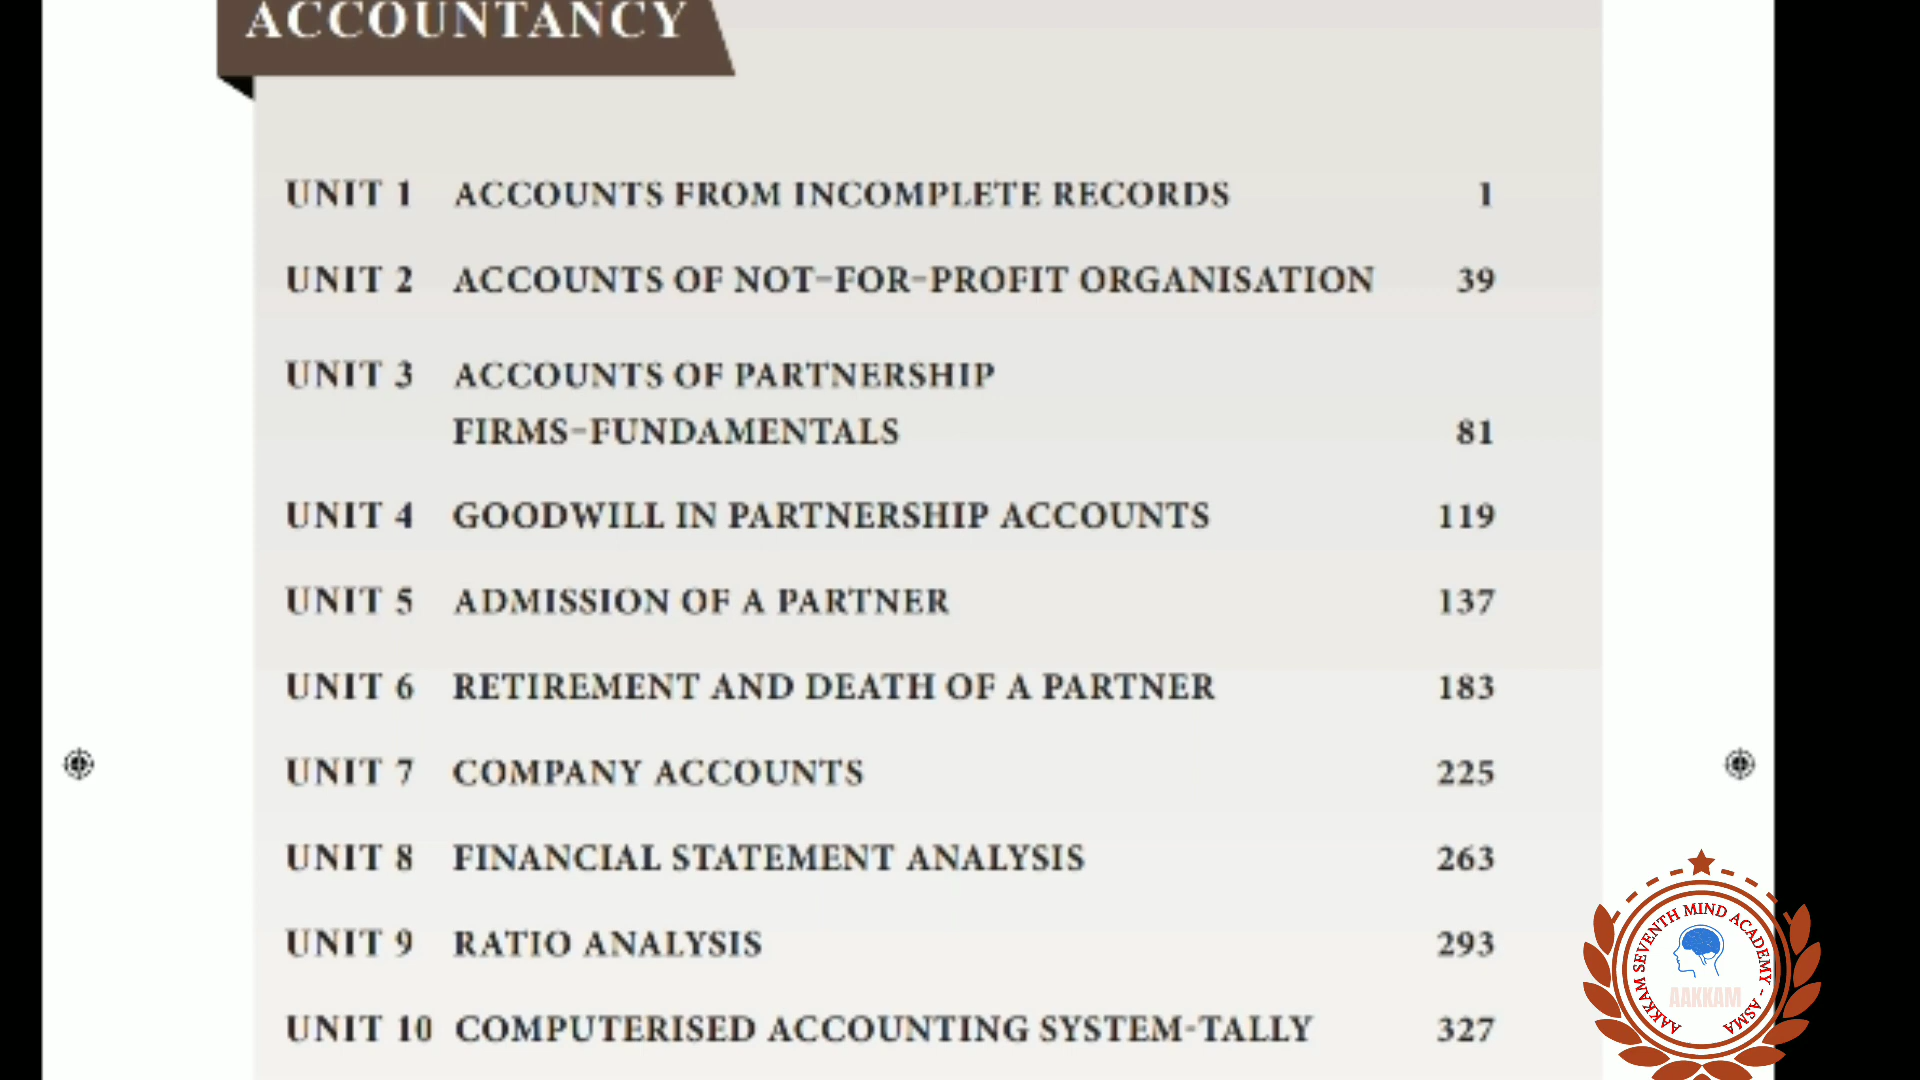 ACCOUNTANCY
UNIT 1 ACCOUNTS FROM INCOMPLETE RECORDS 1
UNIT 2 ACCOUNTS OF NOT-FOR-PROFIT ORGANISATION 39
UNIT 3 ACCOUNTS OF PARTNERSHIP
FIRMS-FUNDAMENTALS 81
UNIT 4 GOODWILL IN PARTNERSHIP ACCOUNTS 119
UNIT 5 ADMISSION OF A PARTNER 137
UNIT 6 RETIREMENT AND DEATH OF A PARTNER 183
UNIT 7 COMPANY ACCOUNTS 225
UNIT 8 FINANCIAL STATEMENT ANALYSIS 263
UNIT 9 RATIO ANALYSIS 293
UNIT 10 COMPUTERISED ACCOUNTING SYSTEM-TALLY 327
AAKKAM SEVENTH MIND ACADEMY - ASMA
AAKKAM